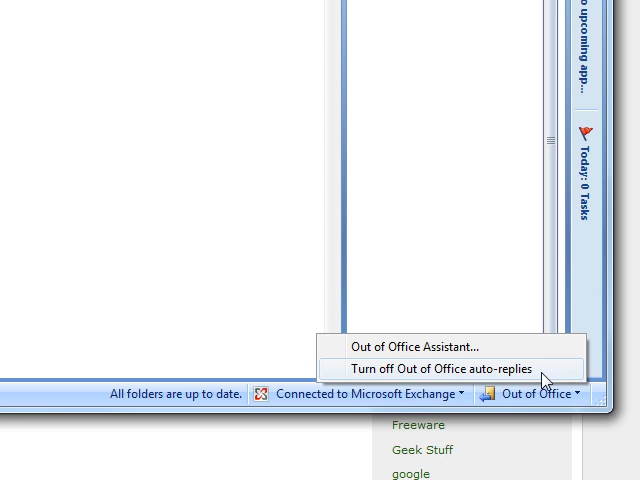 o upcoming app...
Today: 0 Tasks
Out of Office Assistant...
Turn off Out of Office auto-replies
All folders are up to date.
Connected to Microsoft Exchange
Out of Office
Freeware
Geek Stuff
google